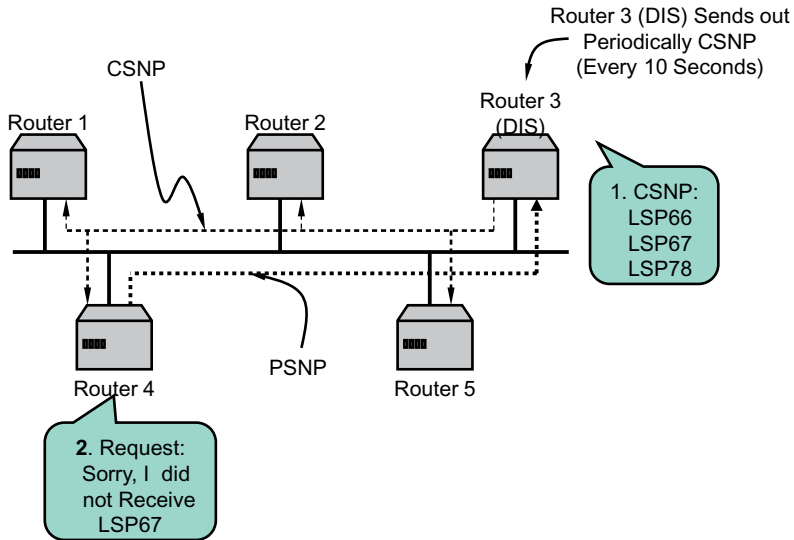 Router 3 (DIS) Sends out
Periodically CSNP
(Every 10 Seconds)
CSNP
Router 1
Router 2
Router 3
(DIS)
1. CSNP:
LSP66
LSP67
LSP78
PSNP
Router 4
Router 5
2. Request:
Sorry, I did
not Receive
LSP67